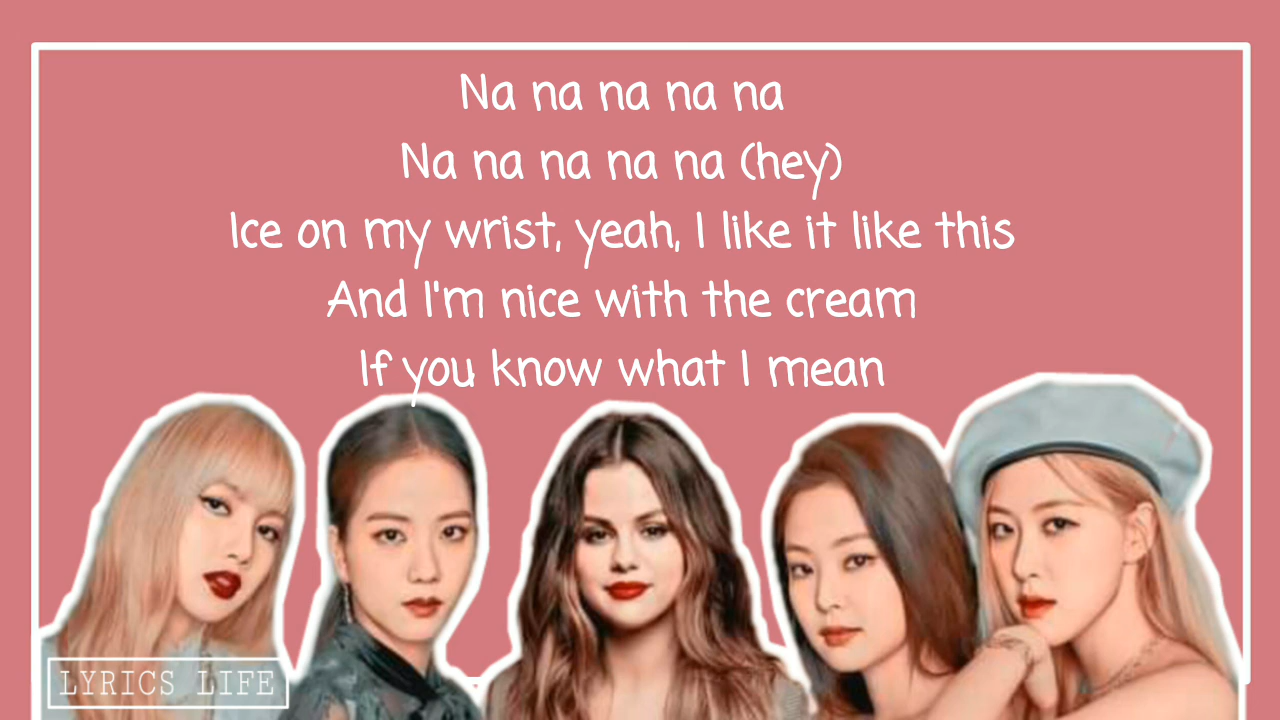 Na na na na na
Na na na na na (hey)
Ice on my wrist, yeah, I like it like this
And I'm nice with the cream
If you know what I mean
LYRICS LIFE